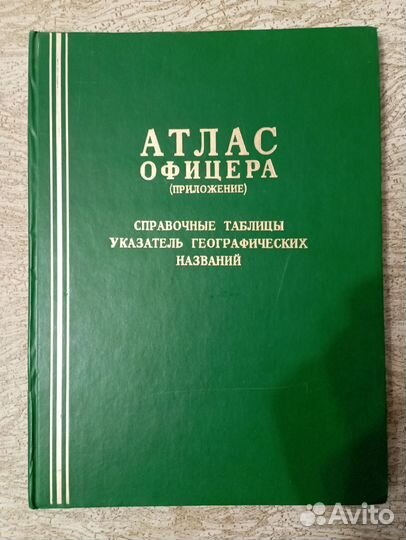 АТЛАС
ОФИЦЕРА
(ПРИЛОЖЕНИЕ)
СПРАВОЧНЫЕ ТАБЛИЦЫ
УКАЗАТЕЛЬ ГЕОГРАФИЧЕСКИХ
НАЗВАНИЙ
Avito